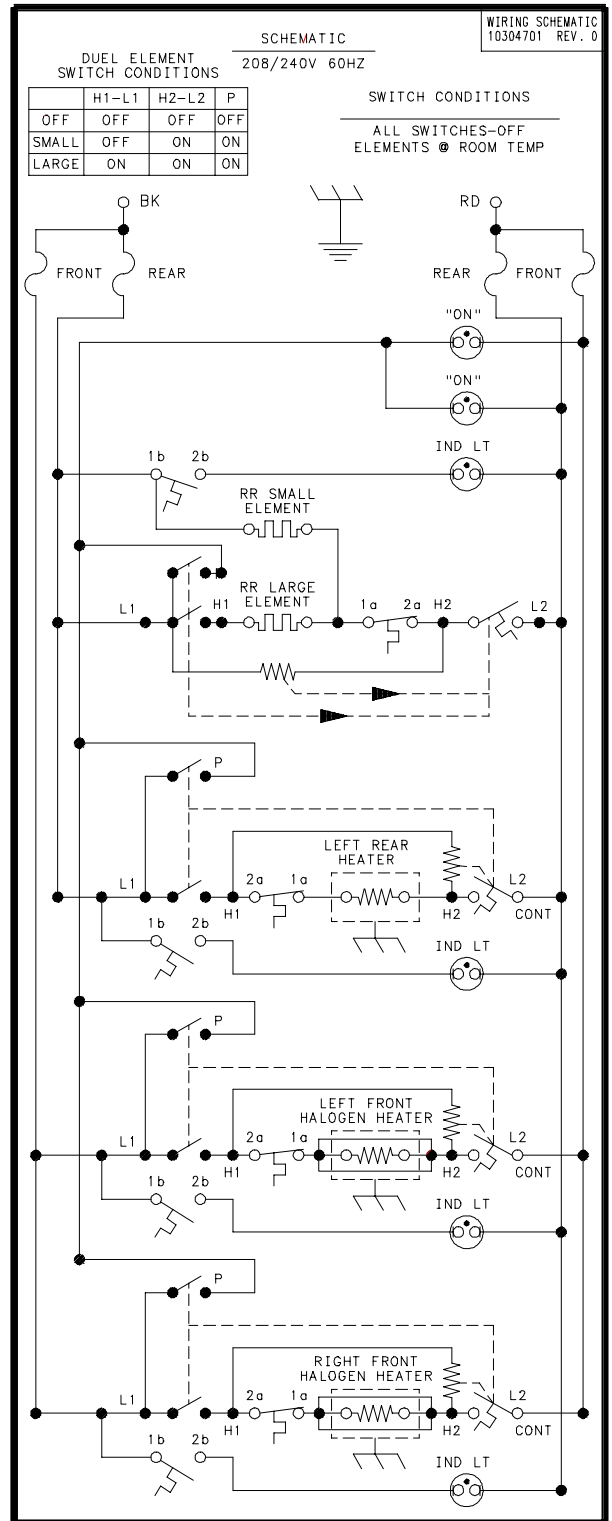 WIRING SCHEMATIC
10304701 REV. 0
SCHEMATIC
208/240V 60HZ
DUEL ELEMENT
SWITCH CONDITIONS
H1-L1 H2-L2 P
OFF OFF OFF OFF
SMALL OFF ON ON
LARGE ON ON ON
SWITCH CONDITIONS
ALL SWITCHES-OFF
ELEMENTS @ ROOM TEMP
BK
RD
FRONT REAR
REAR FRONT
"ON"
"ON"
1b 2b
IND LT
RR SMALL
ELEMENT
RR LARGE
ELEMENT
L1 H1 1a 2a H2 L2
P
LEFT REAR
HEATER
L1 2a 1a L2
H1 H2 CONT
1b 2b
IND LT
P
LEFT FRONT
HALOGEN HEATER
L1 2a 1a L2
H1 H2 CONT
1b 2b
IND LT
P
RIGHT FRONT
HALOGEN HEATER
L1 2a 1a L2
H1 H2 CONT
1b 2b
IND LT